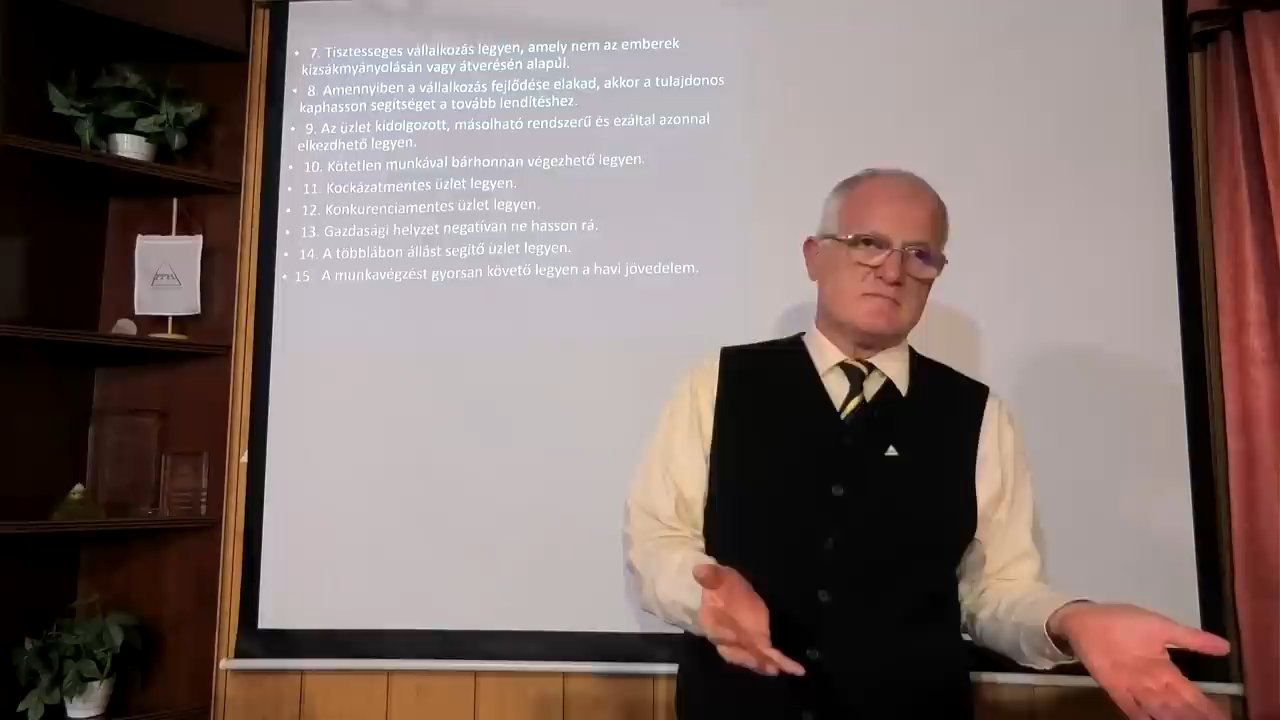 • 7. Tisztességes vállalkozás legyen, amely nem az emberek
kizsákmányolásán vagy átverésén alapul.
• 8. Amennyiben a vállalkozás fejlődése elakad, akkor a tulajdonos
kaphasson segítséget a tovább lendítéshez.
• 9. Az üzlet kidolgozott, másolható rendszerű és ezáltal azonnal
elkezdhető legyen.
• 10. Kötetlen munkával bárhonnan végezhető legyen.
• 11. Kockázatmentes üzlet legyen.
• 12. Konkurenciamentes üzlet legyen.
• 13. Gazdasági helyzet negatívan ne hasson rá.
• 14. A többlábon állást segítő üzlet legyen.
• 15. A munkavégzést gyorsan követő legyen a havi jövedelem.